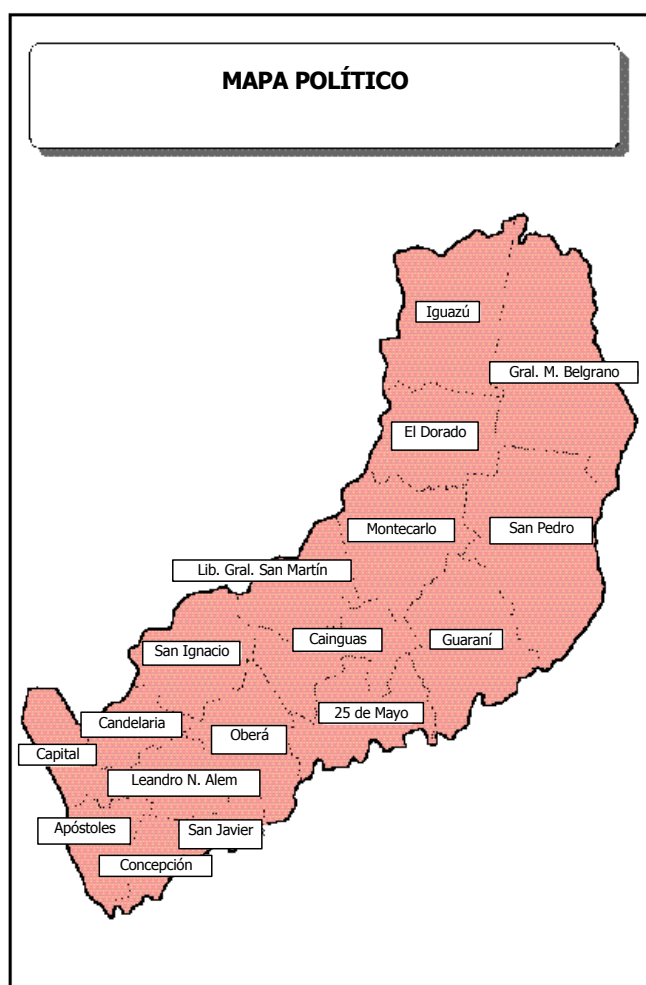 MAPA POLÍTICO
Iguazú
Gral. M. Belgrano
El Dorado
Montecarlo
San Pedro
Lib. Gral. San Martín
Cainguas
Guaraní
San Ignacio
25 de Mayo
Candelaria
Oberá
Capital
Leandro N. Alem
Apóstoles
San Javier
Concepción